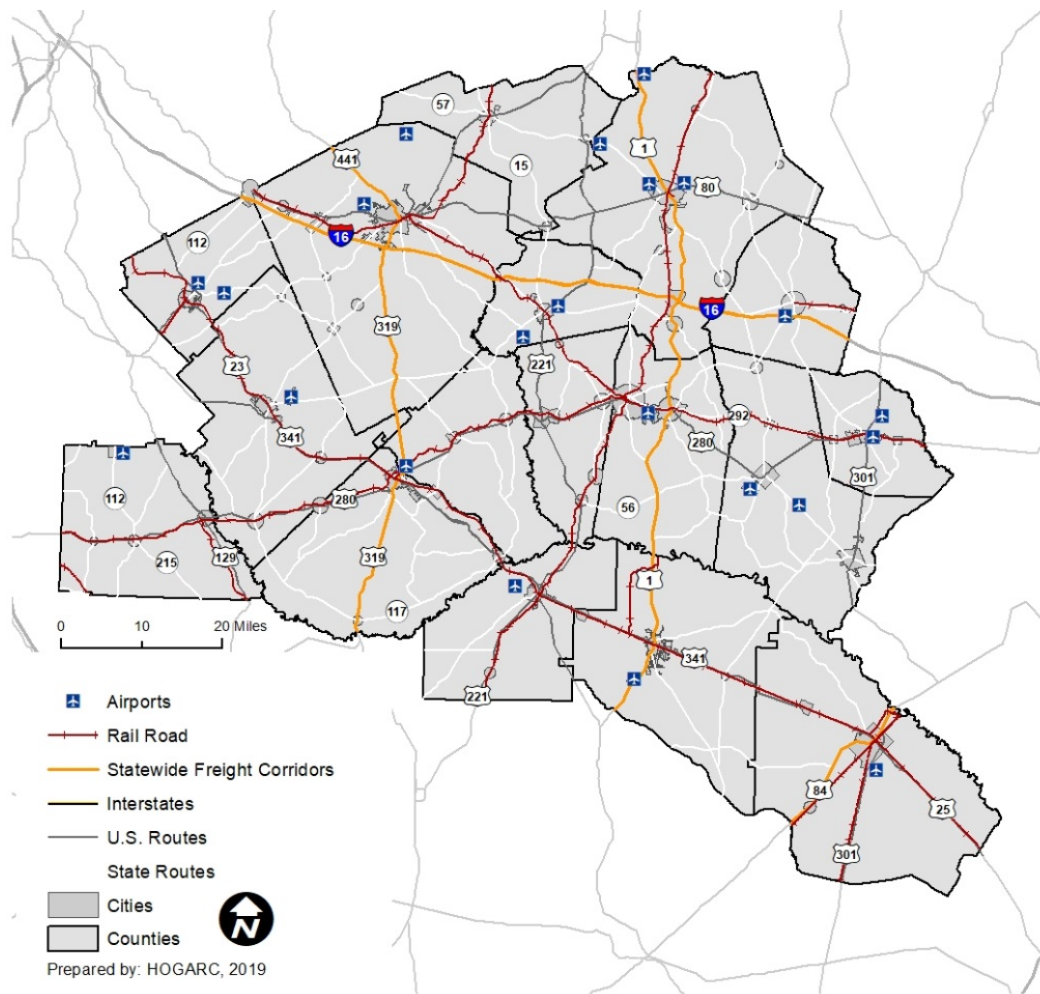 57
1
441
15
80
16
112
16
319
23
221
341
292
280
301
112
280
56
215
129
319
117
1
341
221
84
25
301
0 10 20 Miles
Airports
Rail Road
Statewide Freight Corridors
Interstates
U.S. Routes
State Routes
Cities
Counties
N
Prepared by: HOGARC, 2019